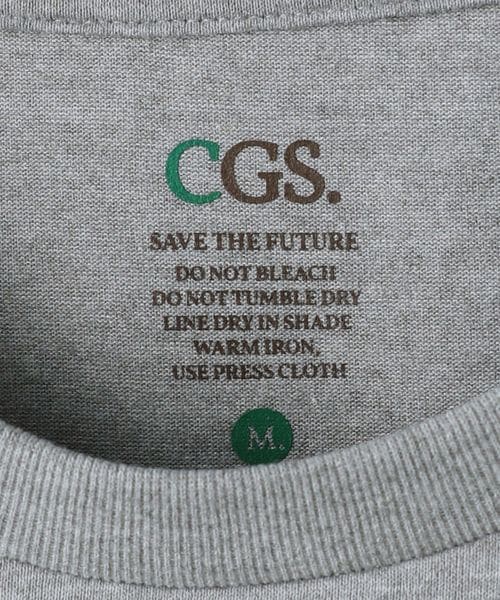 CGS.
SAVE THE FUTURE
DO NOT BLEACH
DO NOT TUMBLE DRY
LINE DRY IN SHADE
WARM IRON,
USE PRESS CLOTH
M.